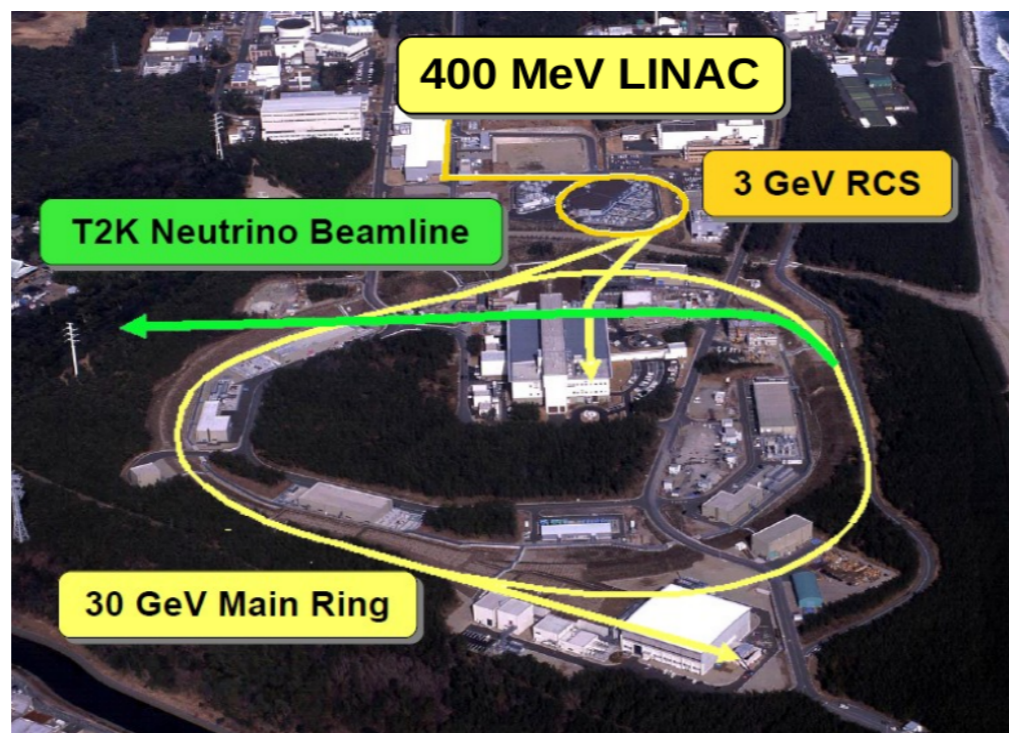 400 MeV LINAC
3 GeV RCS
T2K Neutrino Beamline
30 GeV Main Ring